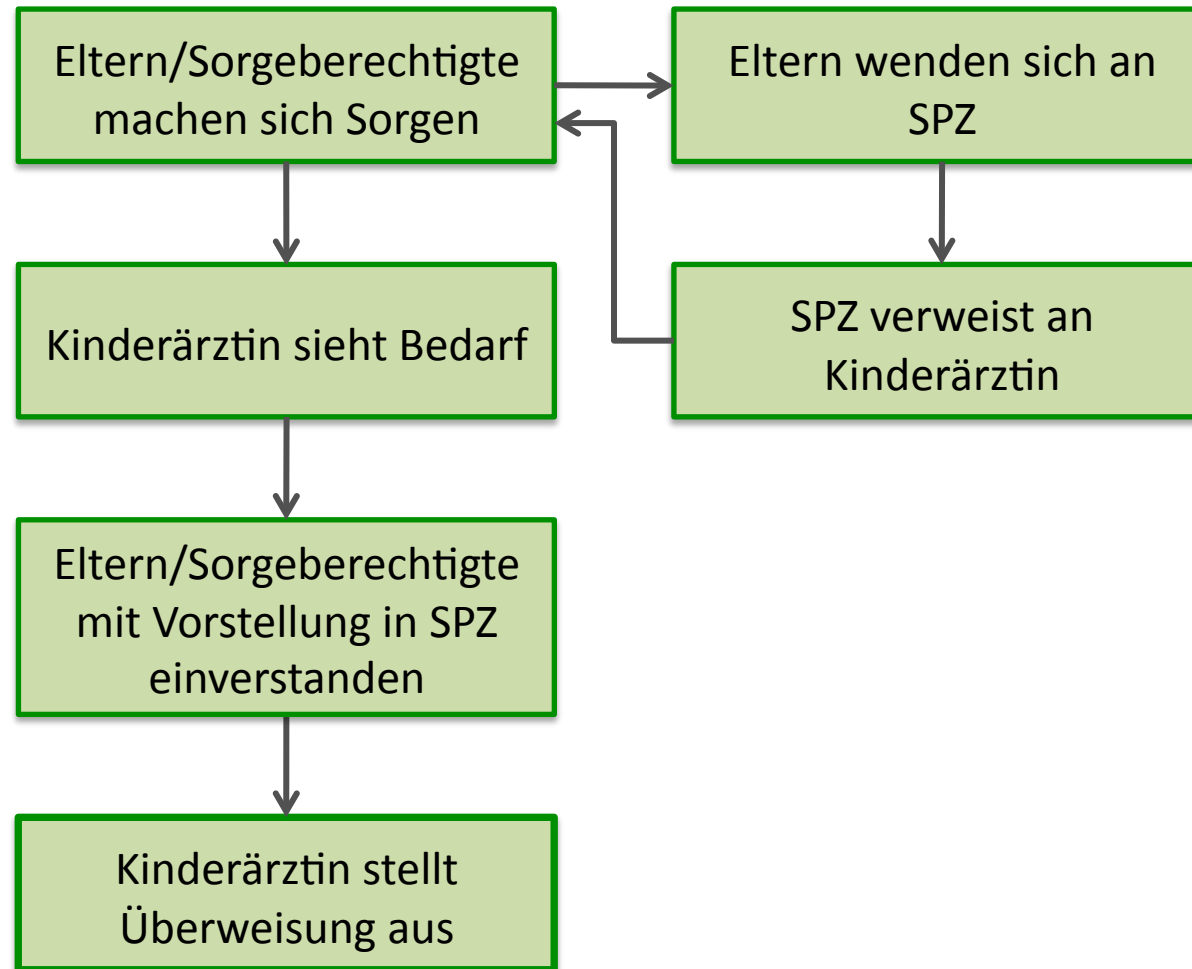 Eltern/Sorgeberechtigte
machen sich Sorgen
Eltern wenden sich an
SPZ
Kinderärztin sieht Bedarf
SPZ verweist an
Kinderärztin
Eltern/Sorgeberechtigte
mit Vorstellung in SPZ
einverstanden
Kinderärztin stellt
Überweisung aus